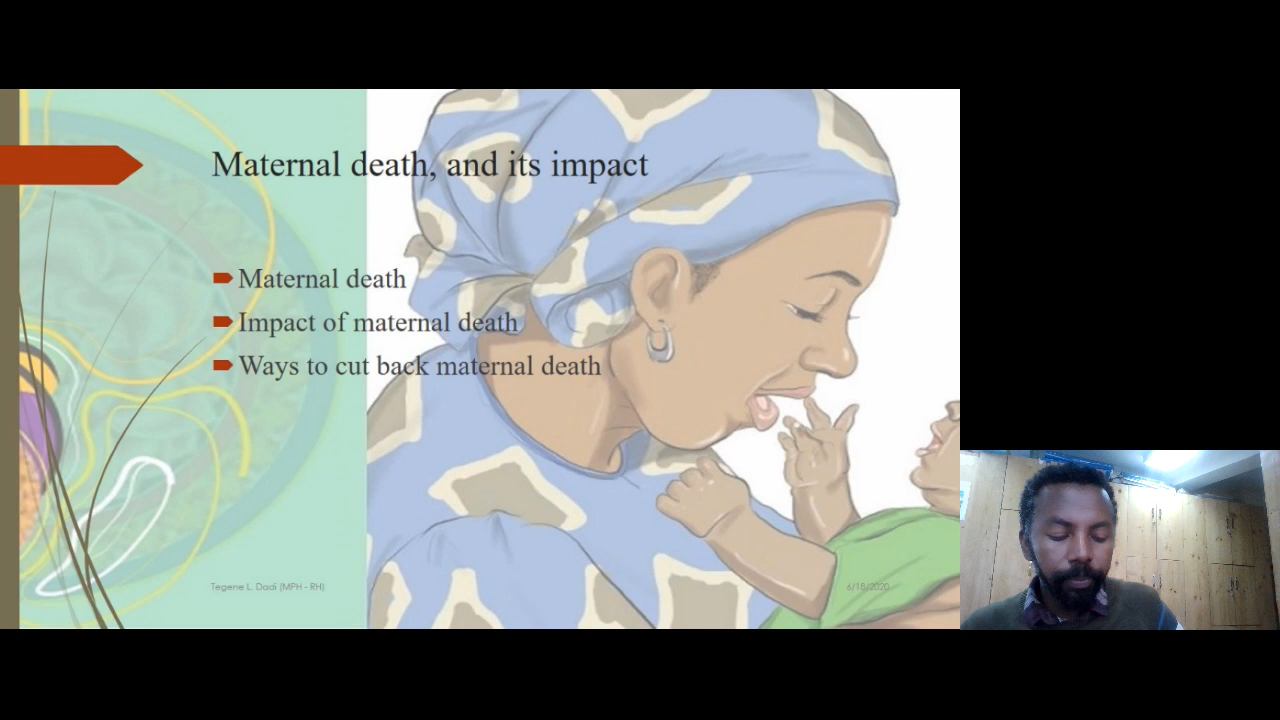 Maternal death, and its impact
Maternal death
Impact of maternal death
Ways to cut back maternal death
Tegene L. Dadi (MPH - RH)
6/18/2020